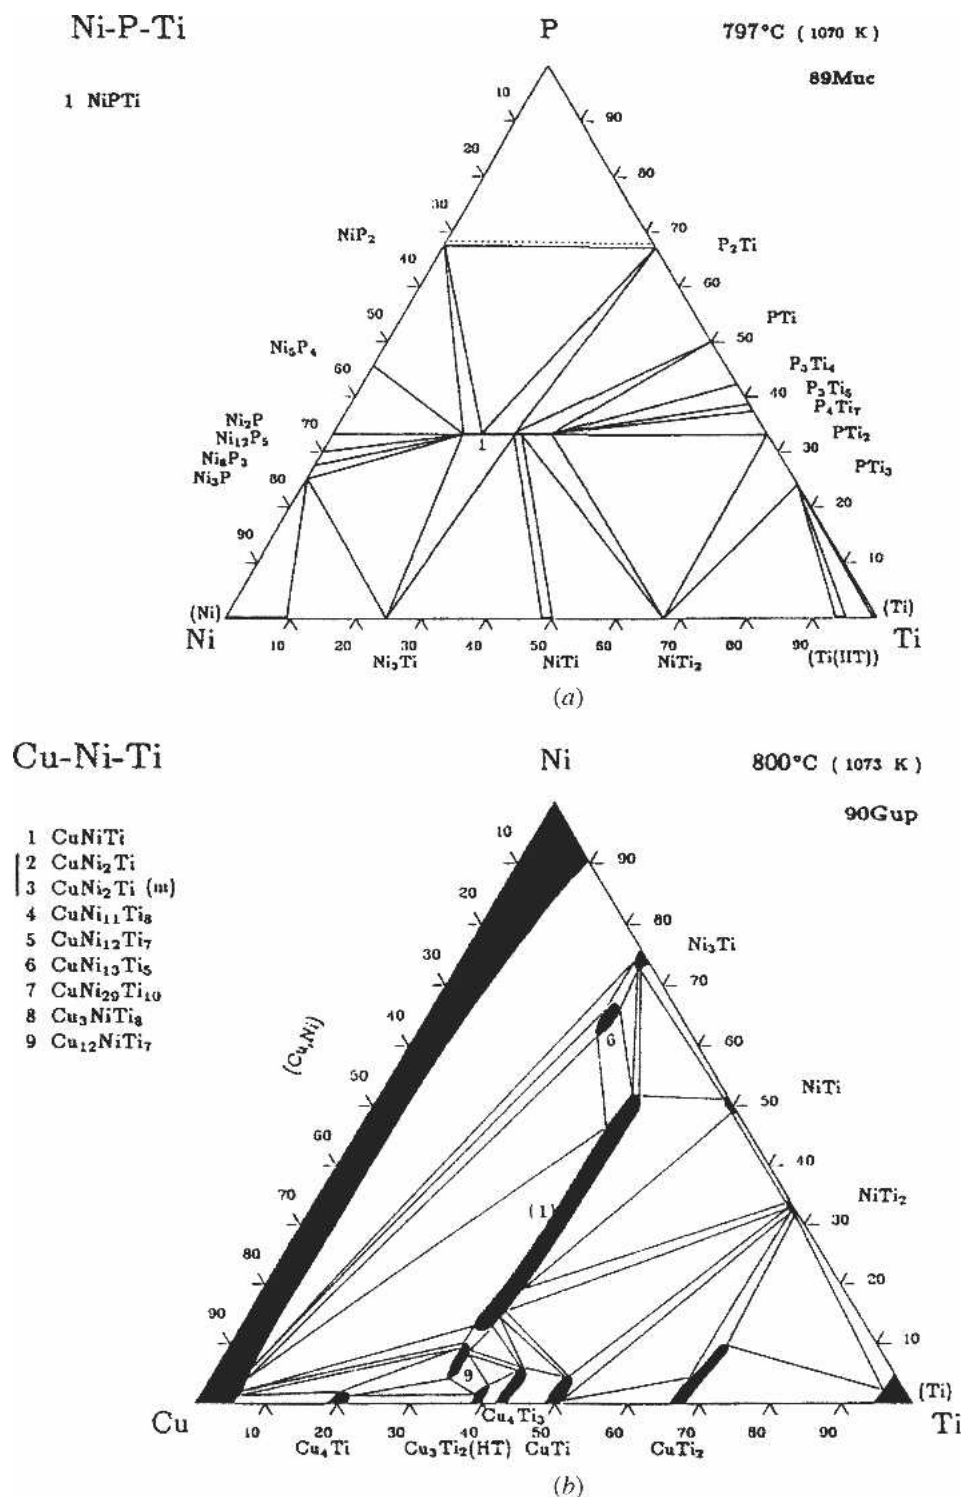 Ni-P-Ti
P
797°C ( 1070 K )
89Muc
1 NiPTi
10
90
20
80
30
70
NiP₂
P₂Ti
40
60
50
PTi
50
Ni₅P₄
60
P₃Ti₄
40
P₃Ti₅
P₄Ti₇
Ni₂P
70
PTi₂
Ni₁₂P₅
30
Ni₈P₃
PTi₃
Ni₃P
80
20
90
10
1
(Ni)
(Ti)
Ni
Ti
10 20 30 40 50 60 70 80 90
Ni₃Ti NiTi NiTi₂ (Ti(HT))
(a)
Cu-Ni-Ti
Ni
800°C ( 1073 K )
90Gup
1 CuNiTi
2 CuNi₂Ti
3 CuNi₂Ti (m)
4 CuNi₁₁Ti₈
5 CuNi₁₂Ti₇
6 CuNi₁₃Ti₅
7 CuNi₂₉Ti₁₀
8 Cu₃NiTi₈
9 Cu₁₂NiTi₇
10
90
20
80
Ni₃Ti
30
70
40
6
60
(Cu,Ni)
50
NiTi
50
60
40
70
NiTi₂
(1)
30
80
20
90
10
9
(Ti)
Cu
Ti
Cu₄Ti₃
10 20 30 40 50 60 70 80 90
Cu₄Ti Cu₃Ti₂(HT) CuTi CuTi₂
(b)